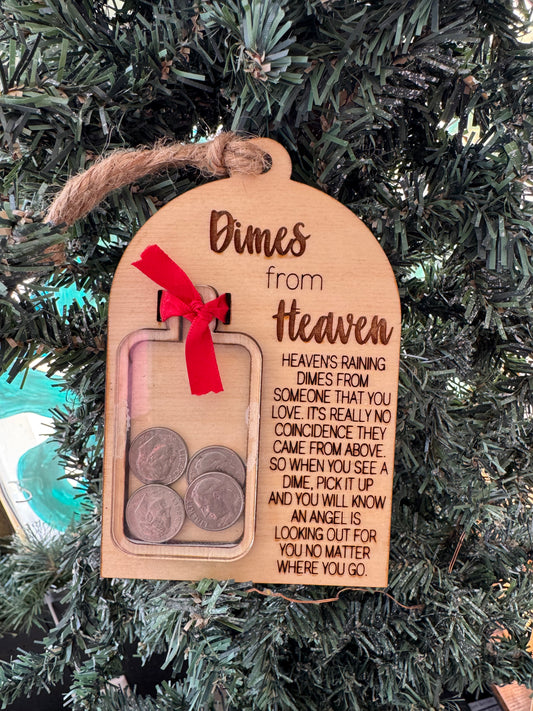 Dimes
from
Heaven
HEAVEN'S RAINING
DIMES FROM
SOMEONE THAT YOU
LOVE. IT'S REALLY NO
COINCIDENCE THEY
CAME FROM ABOVE.
SO WHEN YOU SEE A
DIME, PICK IT UP
AND YOU WILL KNOW
AN ANGEL IS
LOOKING OUT FOR
YOU NO MATTER
WHERE YOU GO.